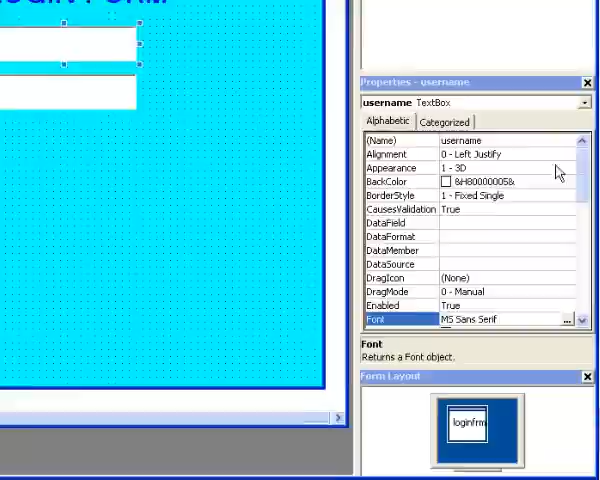 LOGIN FORM
Properties - username
username TextBox
Alphabetic Categorized
(Name) username
Alignment 0 - Left Justify
Appearance 1 - 3D
BackColor &H80000005&
BorderStyle 1 - Fixed Single
CausesValidation True
DataField
DataFormat
DataMember
DataSource
DragIcon (None)
DragMode 0 - Manual
Enabled True
Font MS Sans Serif ...
Font
Returns a Font object.
Form Layout
loginfrm